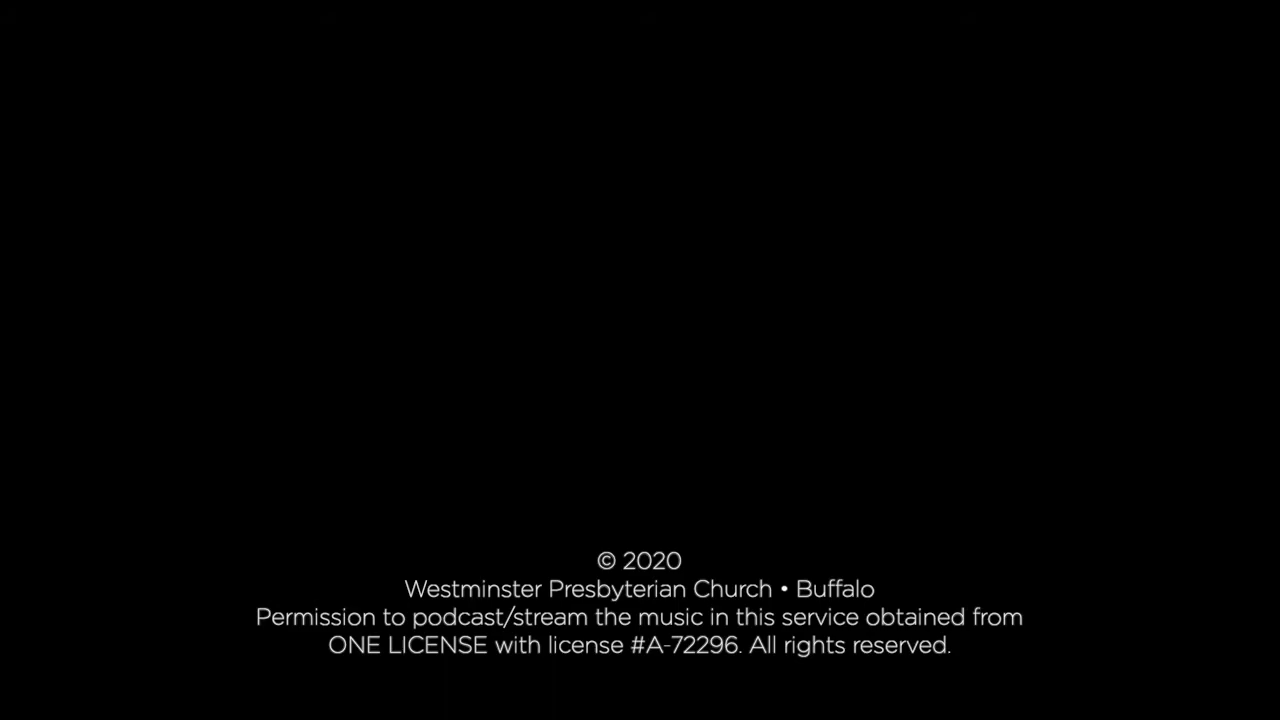 © 2020
Westminster Presbyterian Church • Buffalo
Permission to podcast/stream the music in this service obtained from
ONE LICENSE with license #A-72296. All rights reserved.